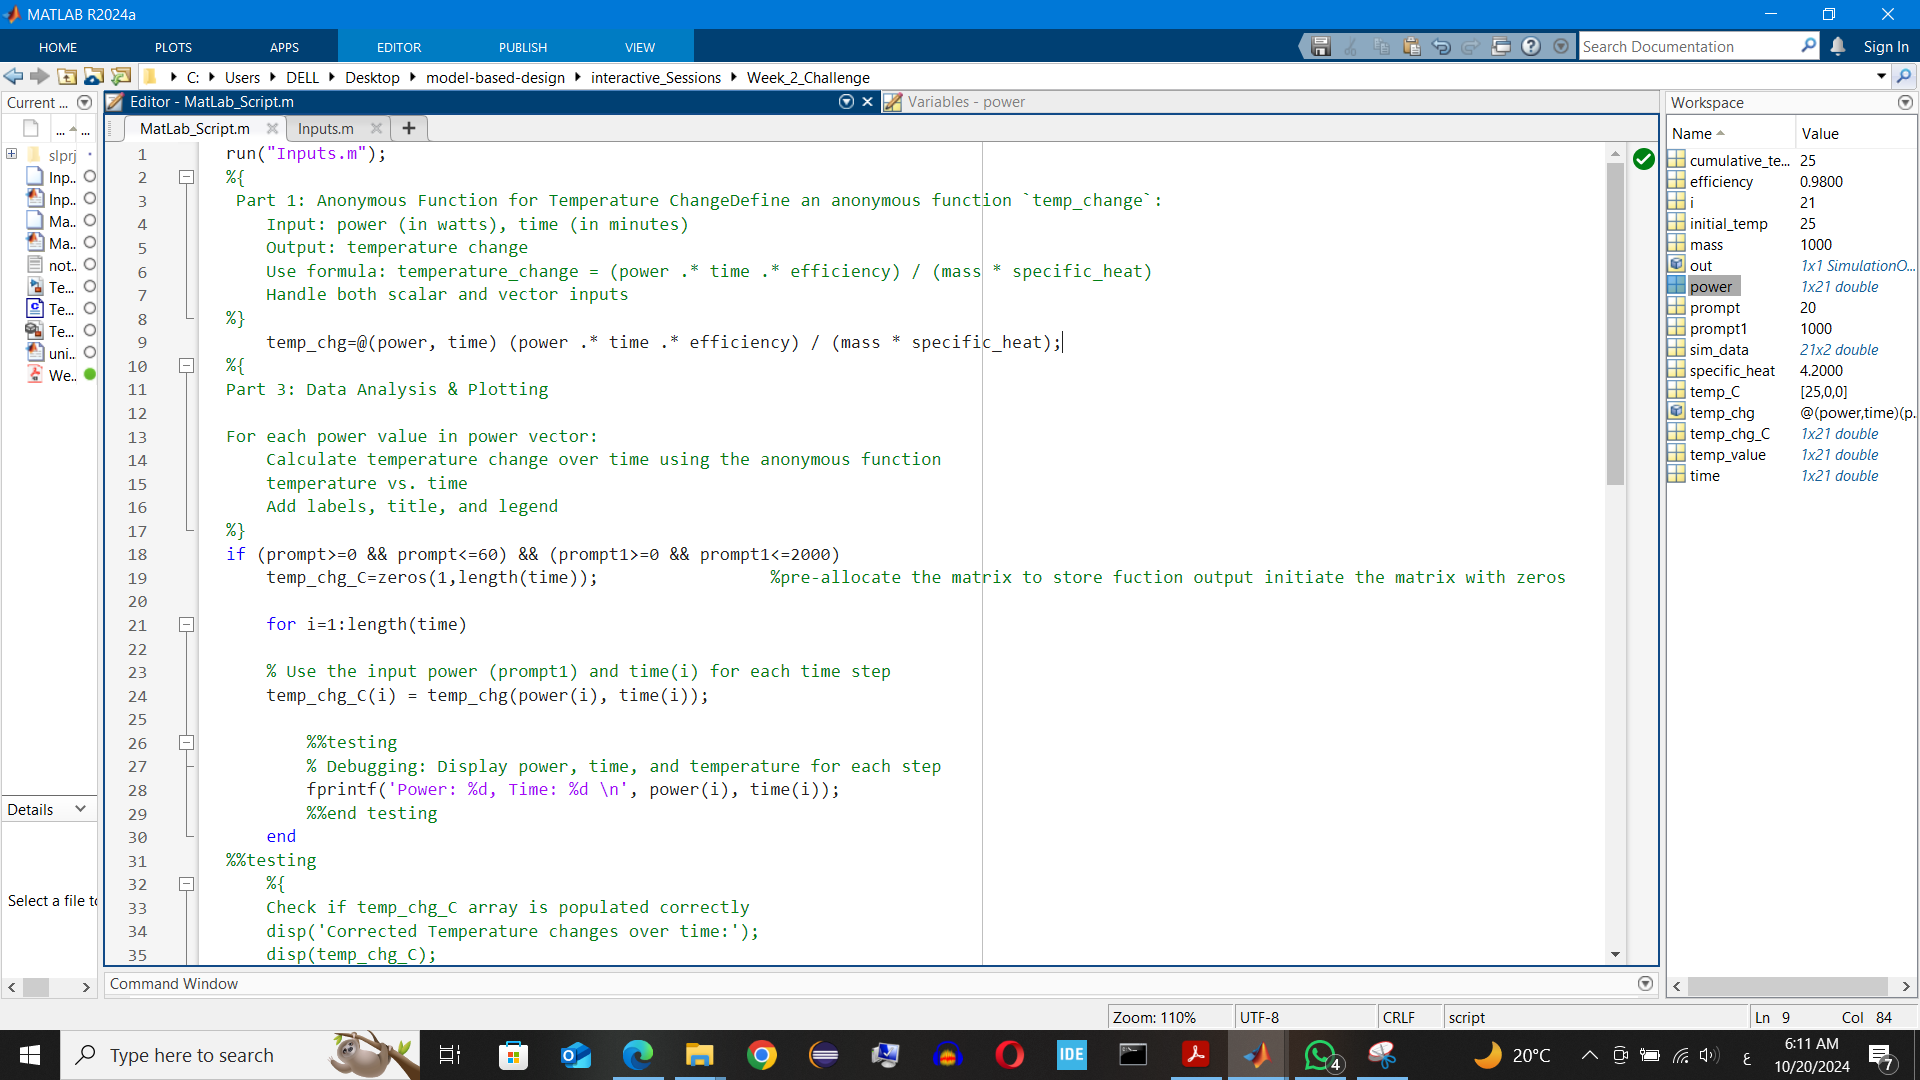 MATLAB R2024a
HOME PLOTS APPS EDITOR PUBLISH VIEW
Search Documentation
Sign In
C: Users DELL Desktop model-based-design interactive_Sessions Week_2_Challenge
Current ...
Editor - MatLab_Script.m
Variables - power
MatLab_Script.m
Inputs.m
... ...
slprj
Inp..
Inp..
Ma...
Ma...
not..
Te...
Te...
Te...
uni...
We..
1 run("Inputs.m");
2 %{
3 Part 1: Anonymous Function for Temperature ChangeDefine an anonymous function `temp_change`:
4 Input: power (in watts), time (in minutes)
5 Output: temperature change
6 Use formula: temperature_change = (power .* time .* efficiency) / (mass * specific_heat)
7 Handle both scalar and vector inputs
8 %}
9 temp_chg=@(power, time) (power .* time .* efficiency) / (mass * specific_heat);
10 %{
11 Part 3: Data Analysis & Plotting
12
13 For each power value in power vector:
14 Calculate temperature change over time using the anonymous function
15 temperature vs. time
16 Add labels, title, and legend
17 %}
18 if (prompt>=0 && prompt<=60) && (prompt1>=0 && prompt1<=2000)
19 temp_chg_C=zeros(1,length(time)); %pre-allocate the matrix to store fuction output initiate the matrix with zeros
20
21 for i=1:length(time)
22
23 % Use the input power (prompt1) and time(i) for each time step
24 temp_chg_C(i) = temp_chg(power(i), time(i));
25
26 %%testing
27 % Debugging: Display power, time, and temperature for each step
28 fprintf('Power: %d, Time: %d \n', power(i), time(i));
29 %%end testing
30 end
31 %%testing
32 %{
33 Check if temp_chg_C array is populated correctly
34 disp('Corrected Temperature changes over time:');
35 disp(temp_chg_C);
Details
Select a file to
Command Window
Workspace
Name Value
cumulative_te... 25
efficiency 0.9800
i 21
initial_temp 25
mass 1000
out 1x1 SimulationO...
power 1x21 double
prompt 20
prompt1 1000
sim_data 21x2 double
specific_heat 4.2000
temp_C [25,0,0]
temp_chg @(power,time)(p...
temp_chg_C 1x21 double
temp_value 1x21 double
time 1x21 double
Zoom: 110% UTF-8 CRLF script Ln 9 Col 84
Type here to search
IDE
4
20°C
ع
6:11 AM
10/20/2024
7